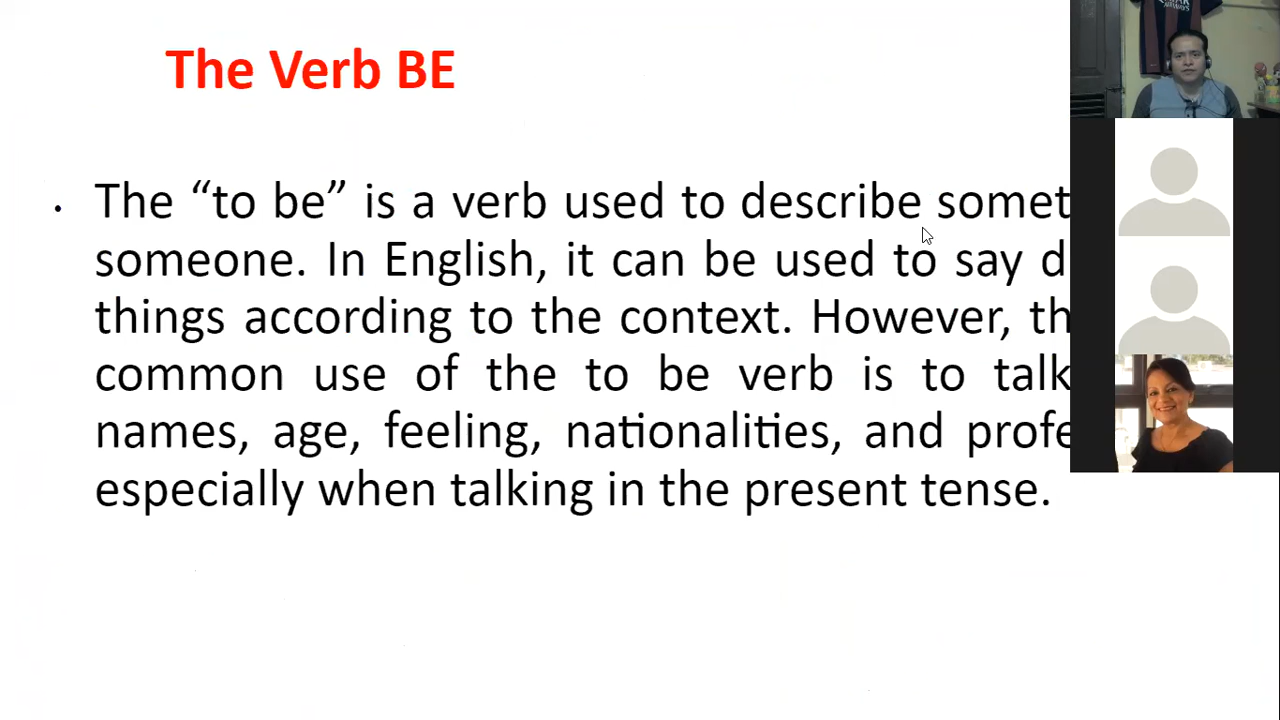 The Verb BE
• The “to be” is a verb used to describe somet
someone. In English, it can be used to say d
things according to the context. However, th
common use of the to be verb is to talk
names, age, feeling, nationalities, and profe
especially when talking in the present tense.